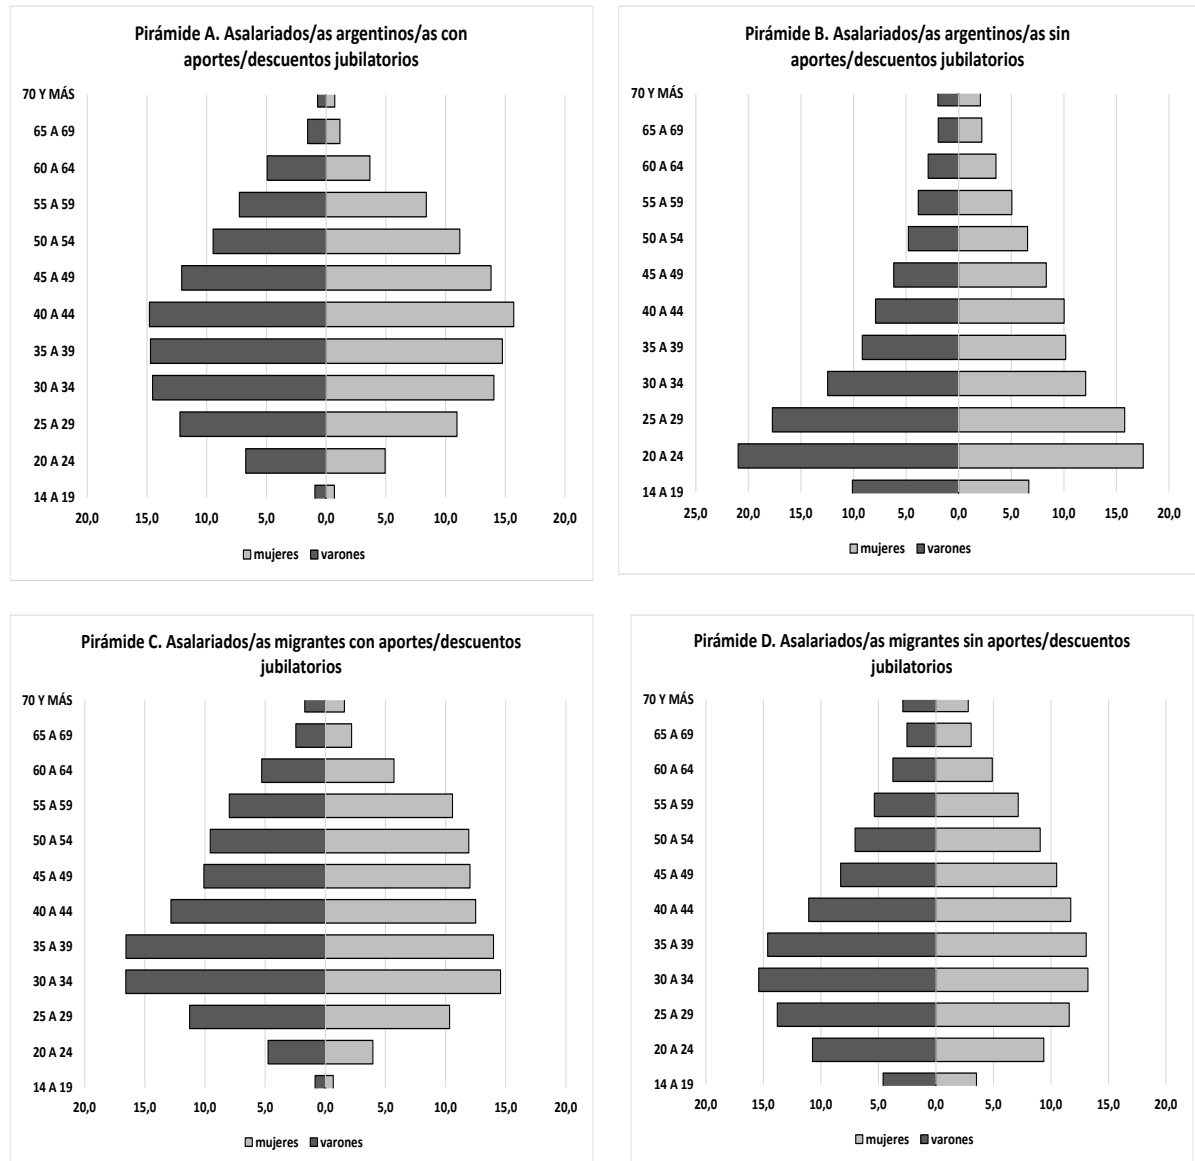 Pirámide A. Asalariados/as argentinos/as con
aportes/descuentos jubilatorios
70 Y MÁS
65 A 69
60 A 64
55 A 59
50 A 54
45 A 49
40 A 44
35 A 39
30 A 34
25 A 29
20 A 24
14 A 19
20,0 15,0 10,0 5,0 0,0 5,0 10,0 15,0 20,0
mujeres varones
Pirámide B. Asalariados/as argentinos/as sin
aportes/descuentos jubilatorios
70 Y MÁS
65 A 69
60 A 64
55 A 59
50 A 54
45 A 49
40 A 44
35 A 39
30 A 34
25 A 29
20 A 24
14 A 19
25,0 20,0 15,0 10,0 5,0 0,0 5,0 10,0 15,0 20,0
mujeres varones
Pirámide C. Asalariados/as migrantes con aportes/descuentos
jubilatorios
70 Y MÁS
65 A 69
60 A 64
55 A 59
50 A 54
45 A 49
40 A 44
35 A 39
30 A 34
25 A 29
20 A 24
14 A 19
20,0 15,0 10,0 5,0 0,0 5,0 10,0 15,0 20,0
mujeres varones
Pirámide D. Asalariados/as migrantes sin aportes/descuentos
jubilatorios
70 Y MÁS
65 A 69
60 A 64
55 A 59
50 A 54
45 A 49
40 A 44
35 A 39
30 A 34
25 A 29
20 A 24
14 A 19
20,0 15,0 10,0 5,0 0,0 5,0 10,0 15,0 20,0
mujeres varones